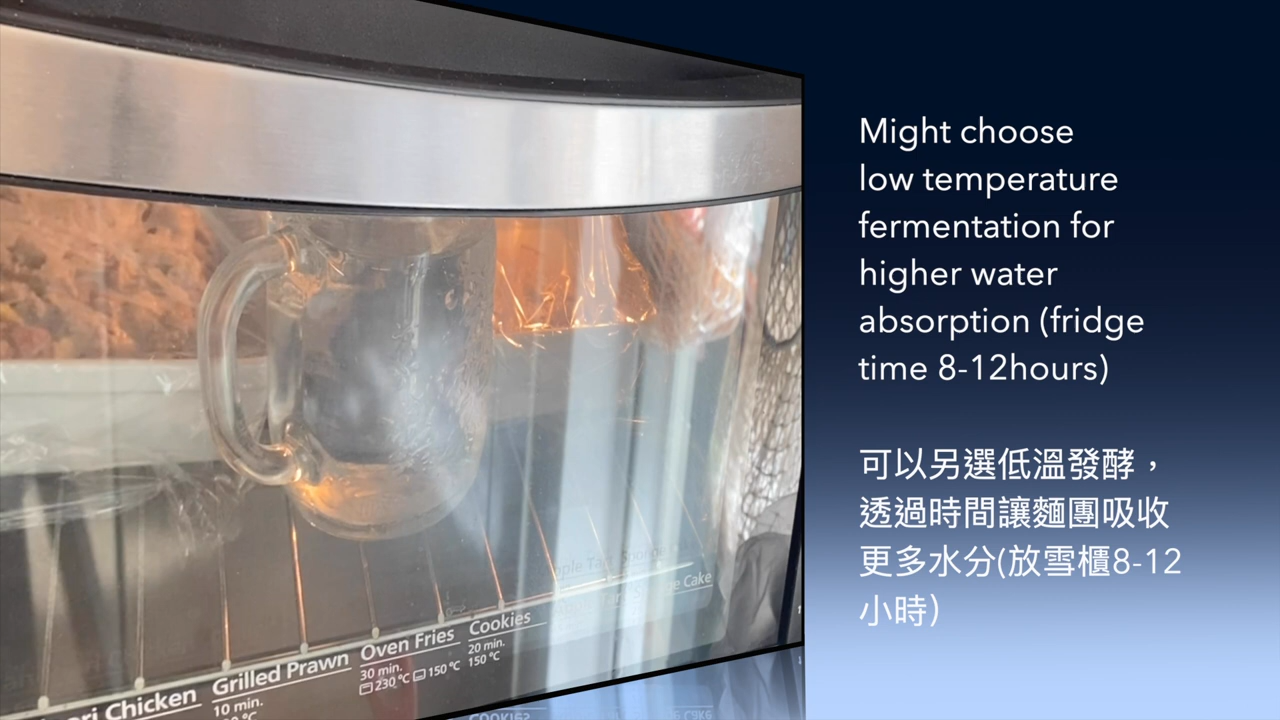 Might choose
low temperature
fermentation for
higher water
absorption (fridge
time 8-12hours)
可以另選低溫發酵，
透過時間讓麵團吸收
更多水分(放雪櫃8-12
小時)
Chicken
Grilled Prawn
10 min.
Oven Fries
30 min.
230 °C 150 °C
Cookies
20 min.
150 °C
Cake